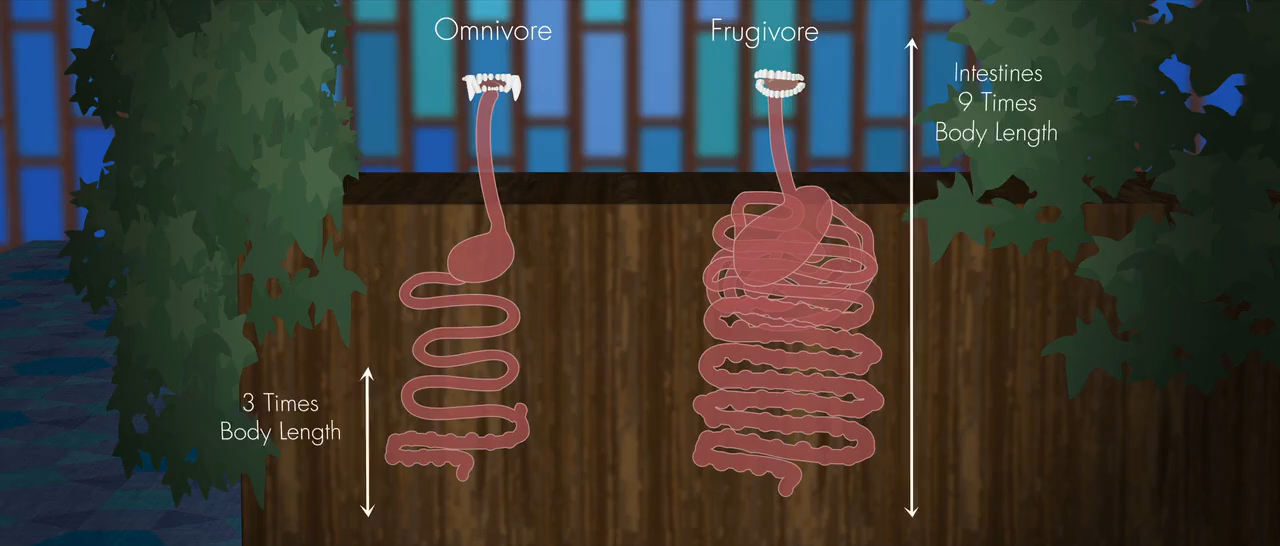 Omnivore
Frugivore
Intestines
9 Times
Body Length
3 Times
Body Length